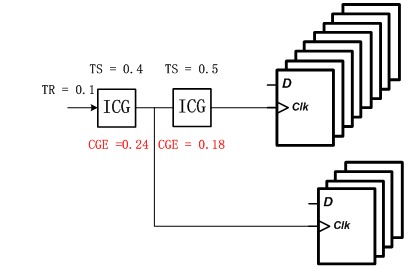 TS = 0.4
TS = 0.5
TR = 0.1
ICG
ICG
CGE =0.24
CGE = 0.18
D
Clk
D
Clk